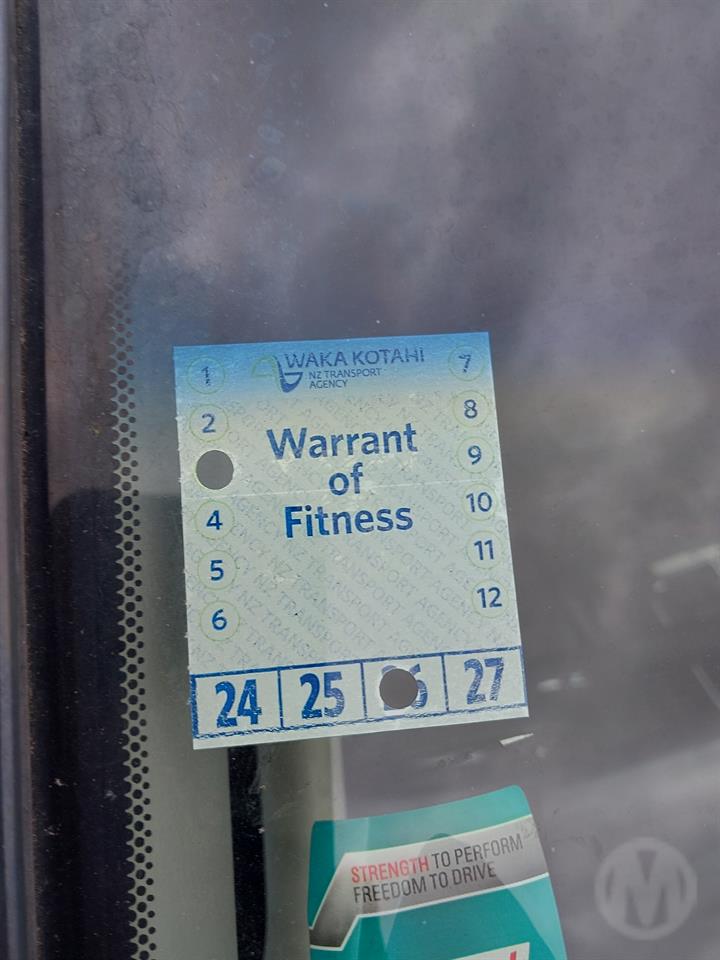 WAKA KOTAHI
NZ TRANSPORT
AGENCY
1
2
4
5
6
Warrant
of
Fitness
7
8
9
10
11
12
24
25
27
STRENGTH TO PERFORM
FREEDOM TO DRIVE